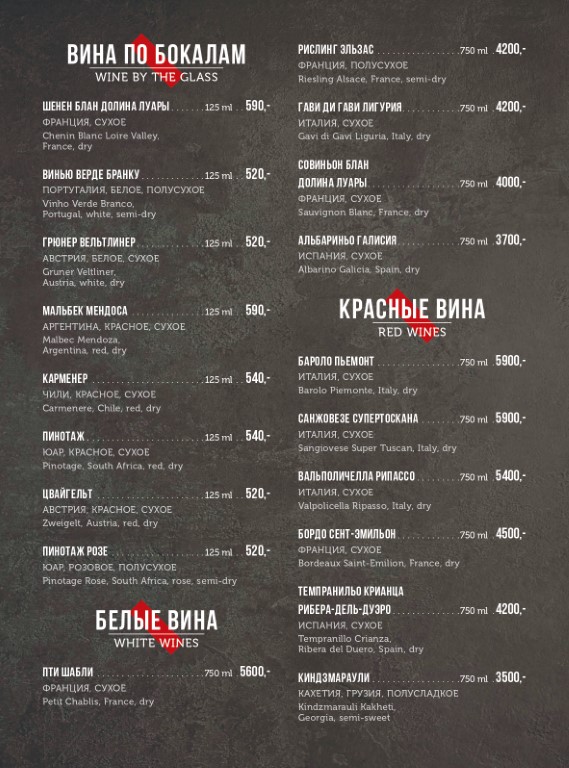 ВИНА ПО БОКАЛАМ
WINE BY THE GLASS
ШЕНЕН БЛАН ДОЛИНА ЛУАРЫ . . . . . . . 125 ml . . 590,-
ФРАНЦИЯ, СУХОЕ
Chenin Blanc Loire Valley,
France, dry
ВИНЬЮ ВЕРДЕ БРАНКУ . . . . . . . . . . . . 125 ml . . 520,-
ПОРТУГАЛИЯ, БЕЛОЕ, ПОЛУСУХОЕ
Vinho Verde Branco,
Portugal, white, semi-dry
ГРЮНЕР ВЕЛЬТЛИНЕР . . . . . . . . . . . . . 125 ml . . 520,-
АВСТРИЯ, БЕЛОЕ, СУХОЕ
Gruner Veltliner,
Austria, white, dry
МАЛЬБЕК МЕНДОСА . . . . . . . . . . . . . . 125 ml . . 590,-
АРГЕНТИНА, КРАСНОЕ, СУХОЕ
Malbec Mendoza,
Argentina, red, dry
КАРМЕНЕР . . . . . . . . . . . . . . . . . . . . 125 ml . . 540,-
ЧИЛИ, КРАСНОЕ, СУХОЕ
Carmenere, Chile, red, dry
ПИНОТАЖ . . . . . . . . . . . . . . . . . . . . . 125 ml . . 540,-
ЮАР, КРАСНОЕ, СУХОЕ
Pinotage, South Africa, red, dry
ЦВАЙГЕЛЬТ . . . . . . . . . . . . . . . . . . . 125 ml . . 520,-
АВСТРИЯ, КРАСНОЕ, СУХОЕ
Zweigelt, Austria, red, dry
ПИНОТАЖ РОЗЕ . . . . . . . . . . . . . . . . . 125 ml . . 520,-
ЮАР, РОЗОВОЕ, ПОЛУСУХОЕ
Pinotage Rose, South Africa, rose, semi-dry
БЕЛЫЕ ВИНА
WHITE WINES
ПТИ ШАБЛИ . . . . . . . . . . . . . . . . . . . 750 ml . 5600,-
ФРАНЦИЯ, СУХОЕ
Petit Chablis, France, dry
РИСЛИНГ ЭЛЬЗАС . . . . . . . . . . . . . . . 750 ml . 4200,-
ФРАНЦИЯ, ПОЛУСУХОЕ
Riesling Alsace, France, semi-dry
ГАВИ ДИ ГАВИ ЛИГУРИЯ . . . . . . . . . . 750 ml . 4200,-
ИТАЛИЯ, СУХОЕ
Gavi di Gavi Liguria, Italy, dry
СОВИНЬОН БЛАН
ДОЛИНА ЛУАРЫ . . . . . . . . . . . . . . . . 750 ml . 4000,-
ФРАНЦИЯ, СУХОЕ
Sauvignon Blanc, France, dry
АЛЬБАРИНЬО ГАЛИСИЯ . . . . . . . . . . . 750 ml . 3700,-
ИСПАНИЯ, СУХОЕ
Albarino Galicia, Spain, dry
КРАСНЫЕ ВИНА
RED WINES
БАРОЛО ПЬЕМОНТ . . . . . . . . . . . . . . . 750 ml . 5900,-
ИТАЛИЯ, СУХОЕ
Barolo Piemonte, Italy, dry
САНЖОВЕЗЕ СУПЕРТОСКАНА . . . . . . . 750 ml . 5900,-
ИТАЛИЯ, СУХОЕ
Sangiovese Super Tuscan, Italy, dry
ВАЛЬПОЛИЧЕЛЛА РИПАССО . . . . . . . . 750 ml . 5400,-
ИТАЛИЯ, СУХОЕ
Valpolicella Ripasso, Italy, dry
БОРДО СЕНТ-ЭМИЛЬОН . . . . . . . . . . . 750 ml . 4500,-
ФРАНЦИЯ, СУХОЕ
Bordeaux Saint-Emilion, France, dry
ТЕМПРАНИЛЬО КРИАНЦА
РИБЕРА-ДЕЛЬ-ДУЭРО . . . . . . . . . . . . 750 ml . 4200,-
ИСПАНИЯ, СУХОЕ
Tempranillo Crianza,
Ribera del Duero, Spain, dry
КИНДЗМАРАУЛИ . . . . . . . . . . . . . . . . 750 ml . 3500,-
КАХЕТИЯ, ГРУЗИЯ, ПОЛУСЛАДКОЕ
Kindzmarauli Kakheti,
Georgia, semi-sweet